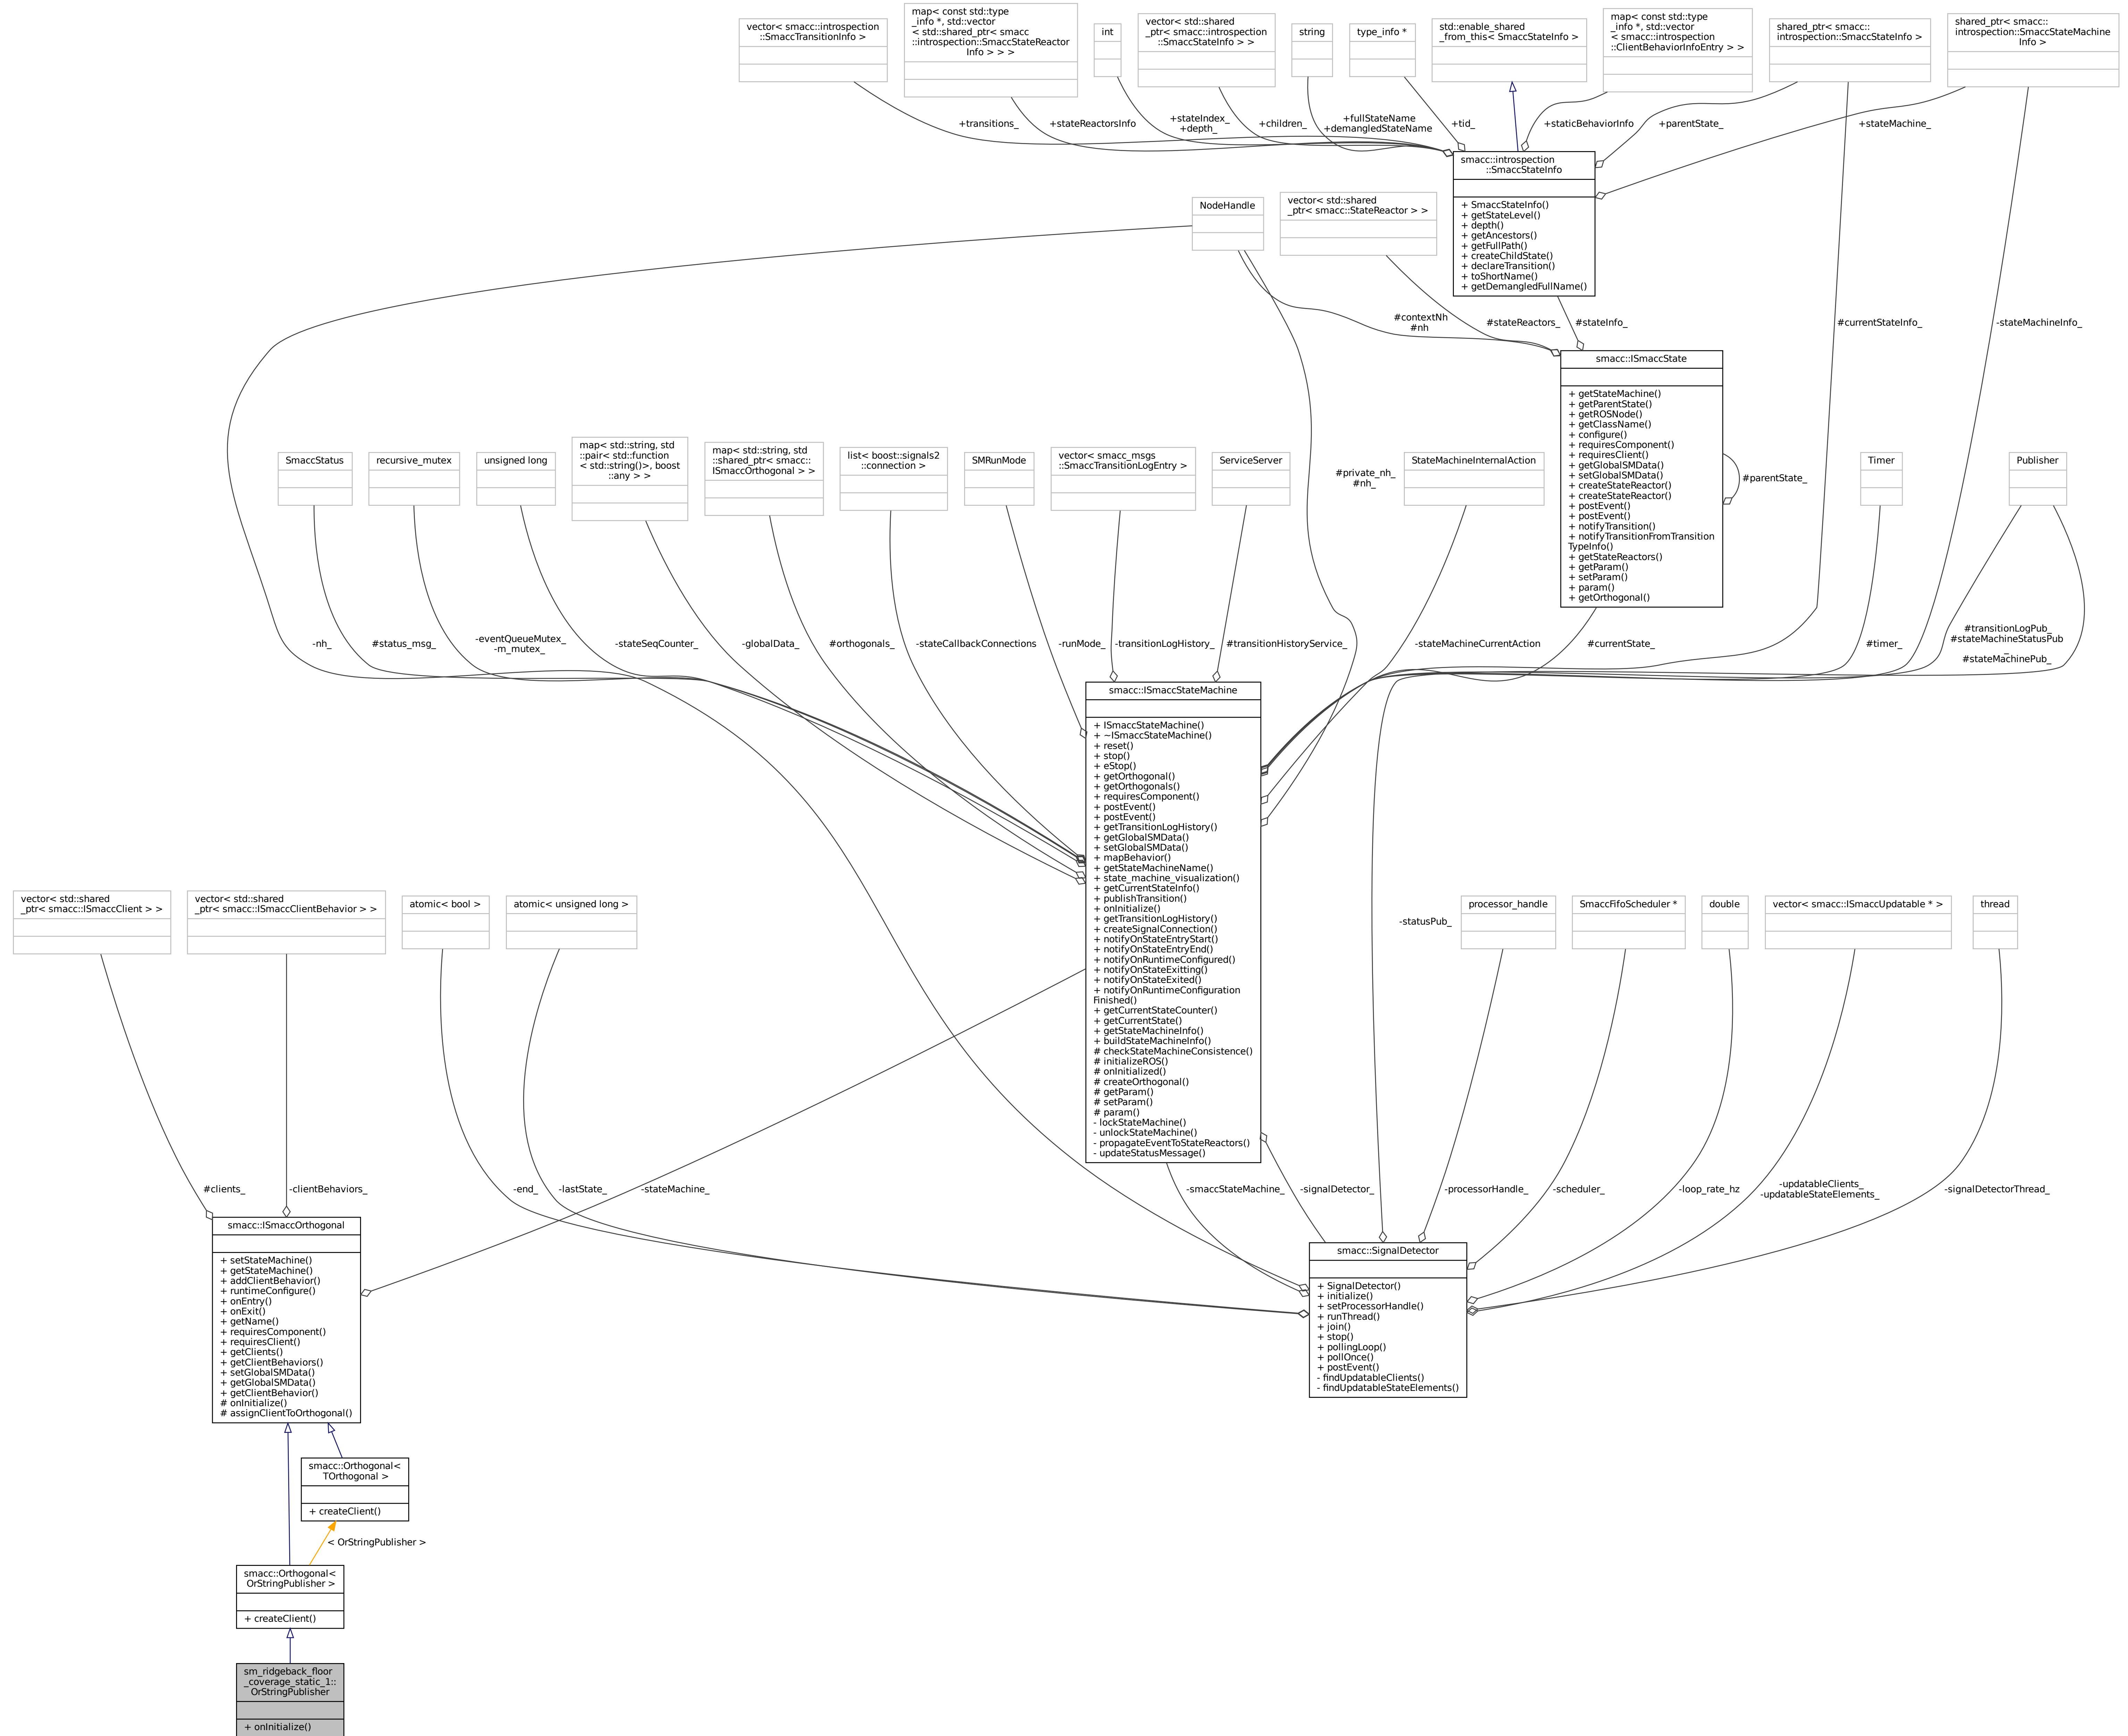 vector< smacc::introspection
::SmaccTransitionInfo >
map< const std::type
_info *, std::vector
< std::shared_ptr< smacc
::introspection::SmaccStateReactor
Info > > >
int
vector< std::shared
_ptr< smacc::introspection
::SmaccStateInfo > >
string
type_info *
std::enable_shared
_from_this< SmaccStateInfo >
map< const std::type
_info *, std::vector
< smacc::introspection
::ClientBehaviorInfoEntry > >
shared_ptr< smacc::
introspection::SmaccStateInfo >
shared_ptr< smacc::
introspection::SmaccStateMachine
Info >
+transitions_
+stateReactorsInfo
+stateIndex_
+depth_
+children_
+fullStateName
+demangledStateName
+tid_
+staticBehaviorInfo
+parentState_
+stateMachine_
smacc::introspection
::SmaccStateInfo
+ SmaccStateInfo()
+ getStateLevel()
+ depth()
+ getAncestors()
+ getFullPath()
+ createChildState()
+ declareTransition()
+ toShortName()
+ getDemangledFullName()
NodeHandle
vector< std::shared
_ptr< smacc::StateReactor > >
#contextNh
#nh
#stateReactors_
#stateInfo_
#currentStateInfo_
-stateMachineInfo_
smacc::ISmaccState
+ getStateMachine()
+ getParentState()
+ getROSNode()
+ getClassName()
+ configure()
+ requiresComponent()
+ requiresClient()
+ getGlobalSMData()
+ setGlobalSMData()
+ createStateReactor()
+ createStateReactor()
+ postEvent()
+ postEvent()
+ notifyTransition()
+ notifyTransitionFromTransition
TypeInfo()
+ getStateReactors()
+ getParam()
+ setParam()
+ param()
+ getOrthogonal()
#parentState_
SmaccStatus
recursive_mutex
unsigned long
map< std::string, std
::pair< std::function
< std::string()>, boost
::any > >
map< std::string, std
::shared_ptr< smacc::
ISmaccOrthogonal > >
list< boost::signals2
::connection >
SMRunMode
vector< smacc_msgs
::SmaccTransitionLogEntry >
ServiceServer
#private_nh_
#nh_
StateMachineInternalAction
Timer
Publisher
-nh_
#status_msg_
-eventQueueMutex_
-m_mutex_
-stateSeqCounter_
-globalData_
#orthogonals_
-stateCallbackConnections
-runMode_
-transitionLogHistory_
#transitionHistoryService_
-stateMachineCurrentAction
#currentState_
#timer_
#transitionLogPub_
#stateMachineStatusPub
_
#stateMachinePub_
smacc::ISmaccStateMachine
+ ISmaccStateMachine()
+ ~ISmaccStateMachine()
+ reset()
+ stop()
+ eStop()
+ getOrthogonal()
+ getOrthogonals()
+ requiresComponent()
+ postEvent()
+ postEvent()
+ getTransitionLogHistory()
+ getGlobalSMData()
+ setGlobalSMData()
+ mapBehavior()
+ getStateMachineName()
+ state_machine_visualization()
+ getCurrentStateInfo()
+ publishTransition()
+ onInitialize()
+ getTransitionLogHistory()
+ createSignalConnection()
+ notifyOnStateEntryStart()
+ notifyOnStateEntryEnd()
+ notifyOnRuntimeConfigured()
+ notifyOnStateExitting()
+ notifyOnStateExited()
+ notifyOnRuntimeConfiguration
Finished()
+ getCurrentStateCounter()
+ getCurrentState()
+ getStateMachineInfo()
+ buildStateMachineInfo()
# checkStateMachineConsistence()
# initializeROS()
# onInitialized()
# createOrthogonal()
# getParam()
# setParam()
# param()
- lockStateMachine()
- unlockStateMachine()
- propagateEventToStateReactors()
- updateStatusMessage()
vector< std::shared
_ptr< smacc::ISmaccClient > >
vector< std::shared
_ptr< smacc::ISmaccClientBehavior > >
atomic< bool >
atomic< unsigned long >
-statusPub_
processor_handle
SmaccFifoScheduler *
double
vector< smacc::ISmaccUpdatable * >
thread
#clients_
-clientBehaviors_
-end_
-lastState_
-stateMachine_
-smaccStateMachine_
-signalDetector_
-processorHandle_
-scheduler_
-loop_rate_hz
-updatableClients_
-updatableStateElements_
-signalDetectorThread_
smacc::ISmaccOrthogonal
+ setStateMachine()
+ getStateMachine()
+ addClientBehavior()
+ runtimeConfigure()
+ onEntry()
+ onExit()
+ getName()
+ requiresComponent()
+ requiresClient()
+ getClients()
+ getClientBehaviors()
+ setGlobalSMData()
+ getGlobalSMData()
+ getClientBehavior()
# onInitialize()
# assignClientToOrthogonal()
smacc::SignalDetector
+ SignalDetector()
+ initialize()
+ setProcessorHandle()
+ runThread()
+ join()
+ stop()
+ pollingLoop()
+ pollOnce()
+ postEvent()
- findUpdatableClients()
- findUpdatableStateElements()
smacc::Orthogonal<
TOrthogonal >
+ createClient()
< OrStringPublisher >
smacc::Orthogonal<
OrStringPublisher >
+ createClient()
sm_ridgeback_floor
_coverage_static_1::
OrStringPublisher
+ onInitialize()